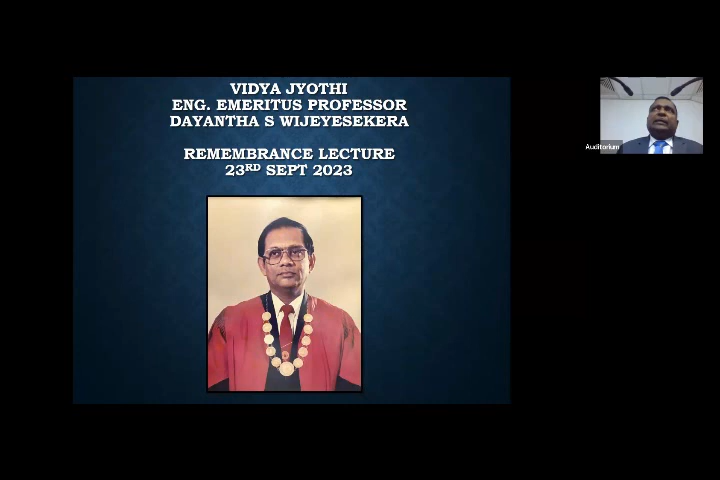 VIDYA JYOTHI
ENG. EMERITUS PROFESSOR
DAYANTHA S WIJEYESEKERA
REMEMBRANCE LECTURE
23RD SEPT 2023
Auditorium